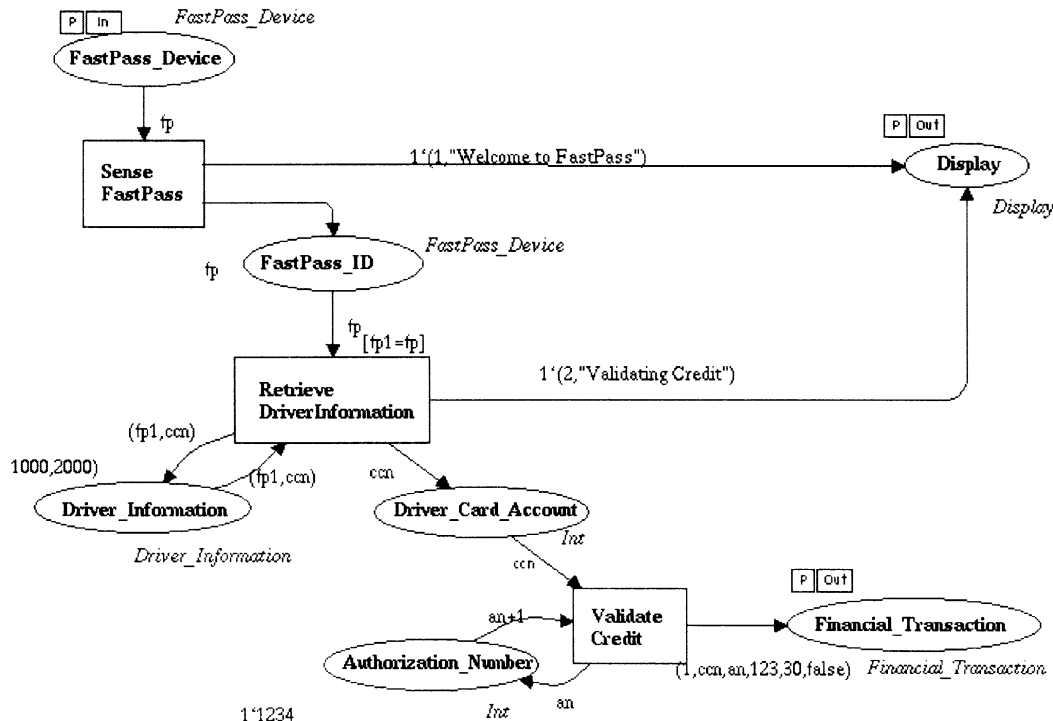 P In
FastPass_Device
FastPass_Device
fp
P Out
Sense
FastPass
1‘(1,"Welcome to FastPass")
Display
Display
FastPass_Device
FastPass_ID
fp
fp
[fp1=fp]
1‘(2,"Validating Credit")
Retrieve
DriverInformation
(fp1,ccn)
1000,2000)
(fp1,ccn)
ccn
Driver_Information
Driver_Card_Account
Driver_Information
Int
ccn
P Out
an+1
Validate
Credit
Financial_Transaction
Authorization_Number
(1,ccn,an,123,30,false)
Financial_Transaction
1‘1234
Int
an